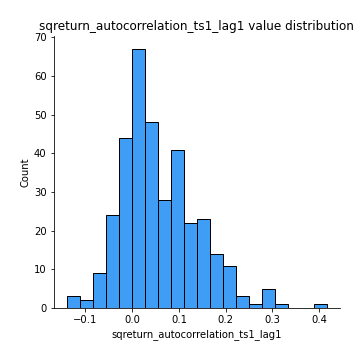 sqreturn_autocorrelation_ts1_lag1 value distribution
70
60
50
40
30
20
10
0
Count
−0.1 0.0 0.1 0.2 0.3 0.4
sqreturn_autocorrelation_ts1_lag1